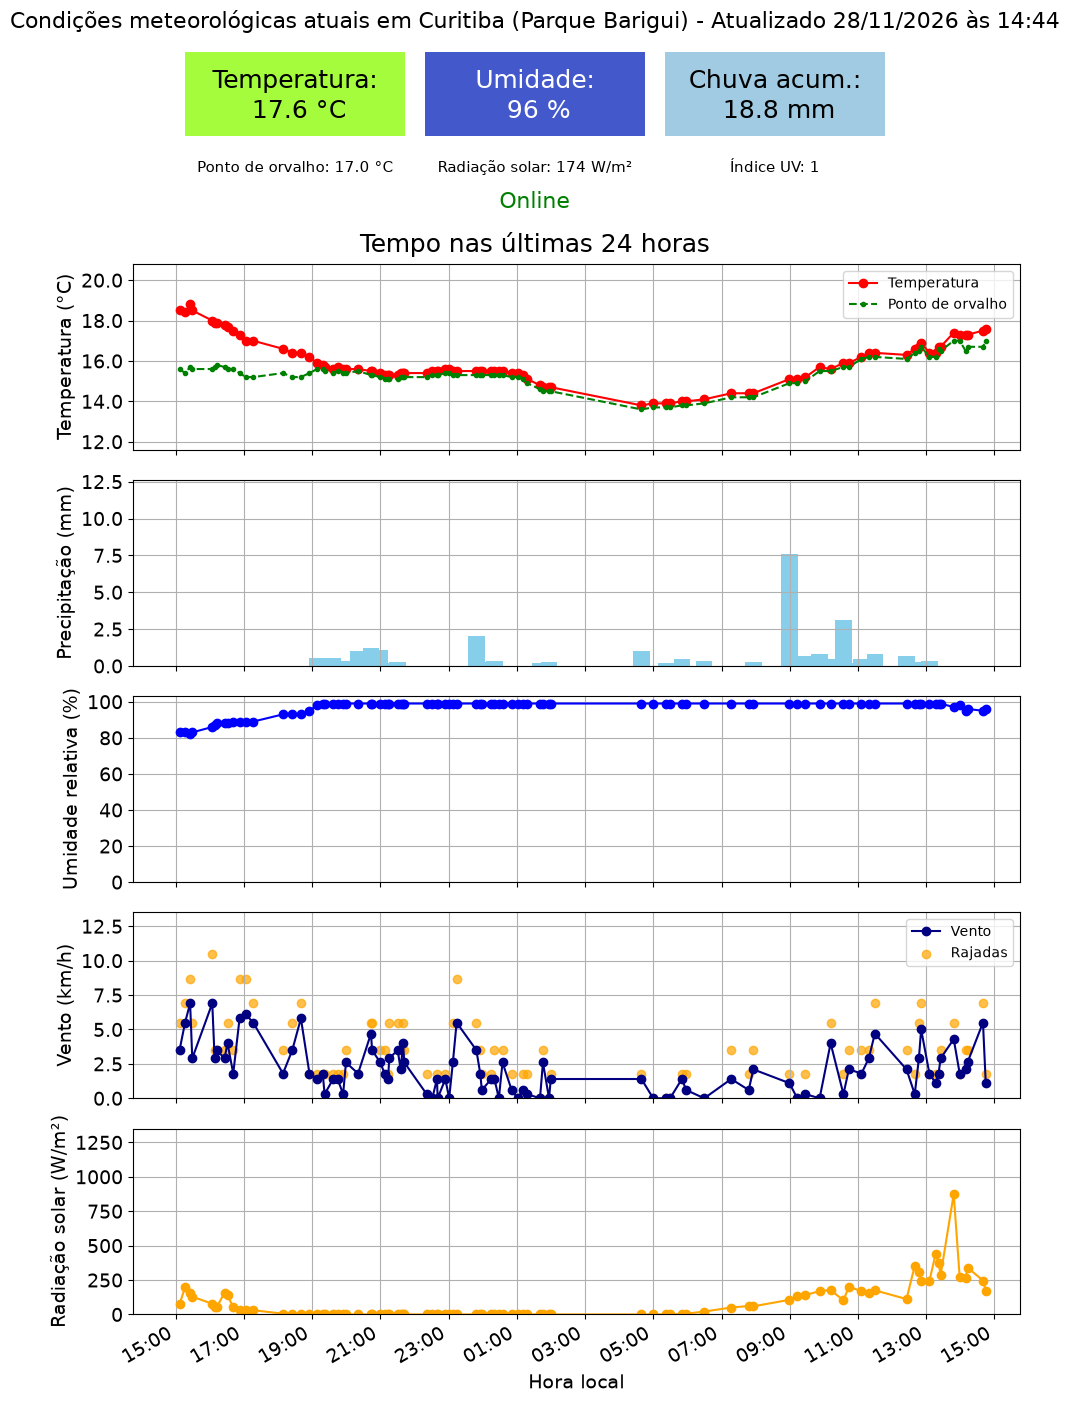 Condições meteorológicas atuais em Curitiba (Parque Barigui) - Atualizado 28/11/2026 às 14:44
Temperatura:
17.6 °C
Umidade:
96 %
Chuva acum.:
18.8 mm
Ponto de orvalho: 17.0 °C
Radiação solar: 174 W/m²
Índice UV: 1
Online
Tempo nas últimas 24 horas
Temperatura (°C)
20.0
18.0
16.0
14.0
12.0
Temperatura
Ponto de orvalho
Precipitação (mm)
12.5
10.0
7.5
5.0
2.5
0.0
Umidade relativa (%)
100
80
60
40
20
0
Vento (km/h)
12.5
10.0
7.5
5.0
2.5
0.0
Vento
Rajadas
Radiação solar (W/m²)
1250
1000
750
500
250
0
15:00
17:00
19:00
21:00
23:00
01:00
03:00
05:00
07:00
09:00
11:00
13:00
15:00
Hora local